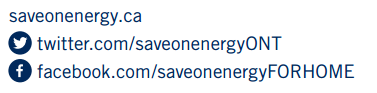 saveonenergy.ca
twitter.com/saveonenergyONT
facebook.com/saveonenergyFORHOME